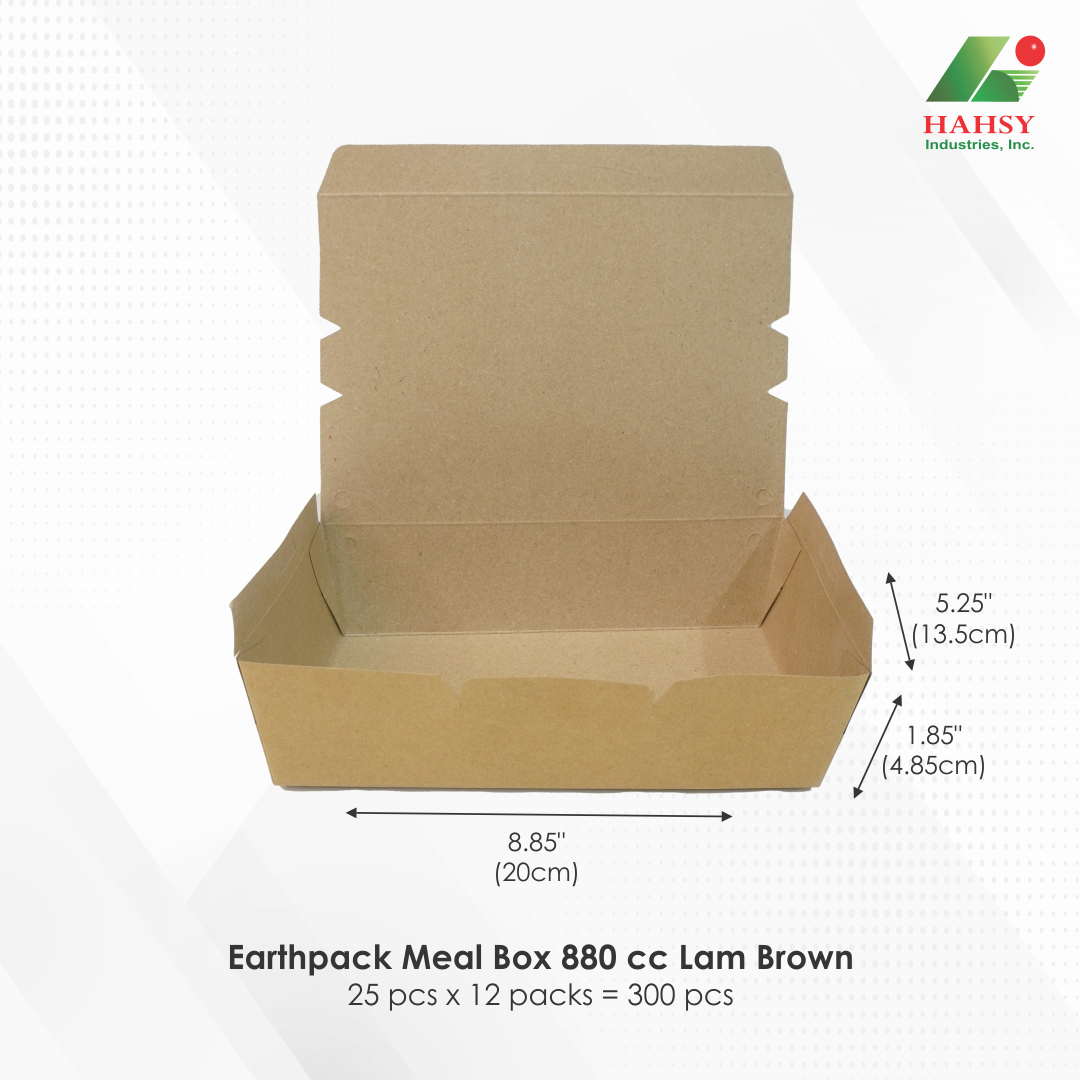 HAHSY
Industries, Inc.
5.25"
(13.5cm)
1.85"
(4.85cm)
8.85"
(20cm)
Earthpack Meal Box 880 cc Lam Brown
25 pcs x 12 packs = 300 pcs